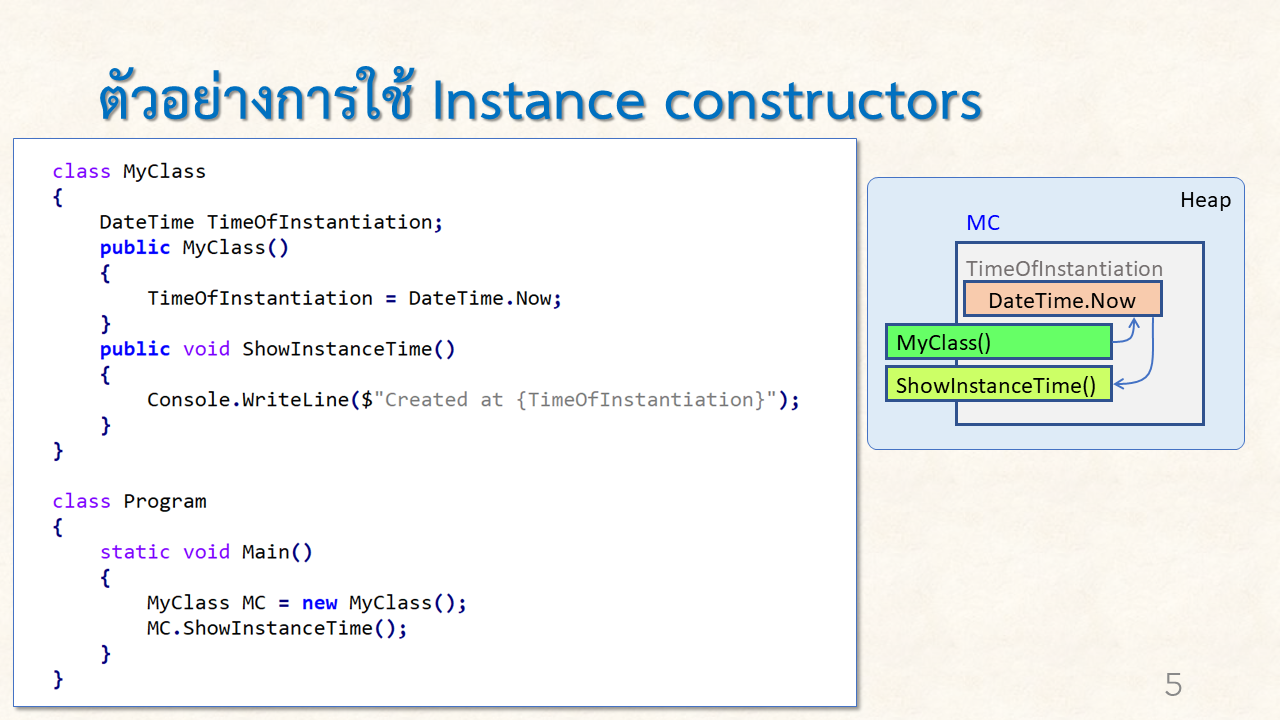 ตัวอย่างการใช้ Instance constructors
class MyClass
{
    DateTime TimeOfInstantiation;
    public MyClass()
    {
        TimeOfInstantiation = DateTime.Now;
    }
    public void ShowInstanceTime()
    {
        Console.WriteLine($"Created at {TimeOfInstantiation}");
    }
}
class Program
{
    static void Main()
    {
        MyClass MC = new MyClass();
        MC.ShowInstanceTime();
    }
}
Heap
MC
TimeOfInstantiation
DateTime.Now
MyClass()
ShowInstanceTime()
5